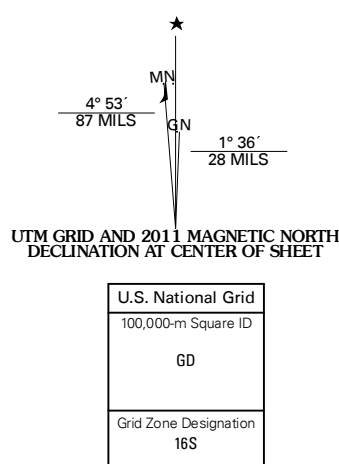 ★
MN
4° 53´
87 MILS
GN
1° 36´
28 MILS
UTM GRID AND 2011 MAGNETIC NORTH
DECLINATION AT CENTER OF SHEET
U.S. National Grid
100,000-m Square ID
GD
Grid Zone Designation
16S